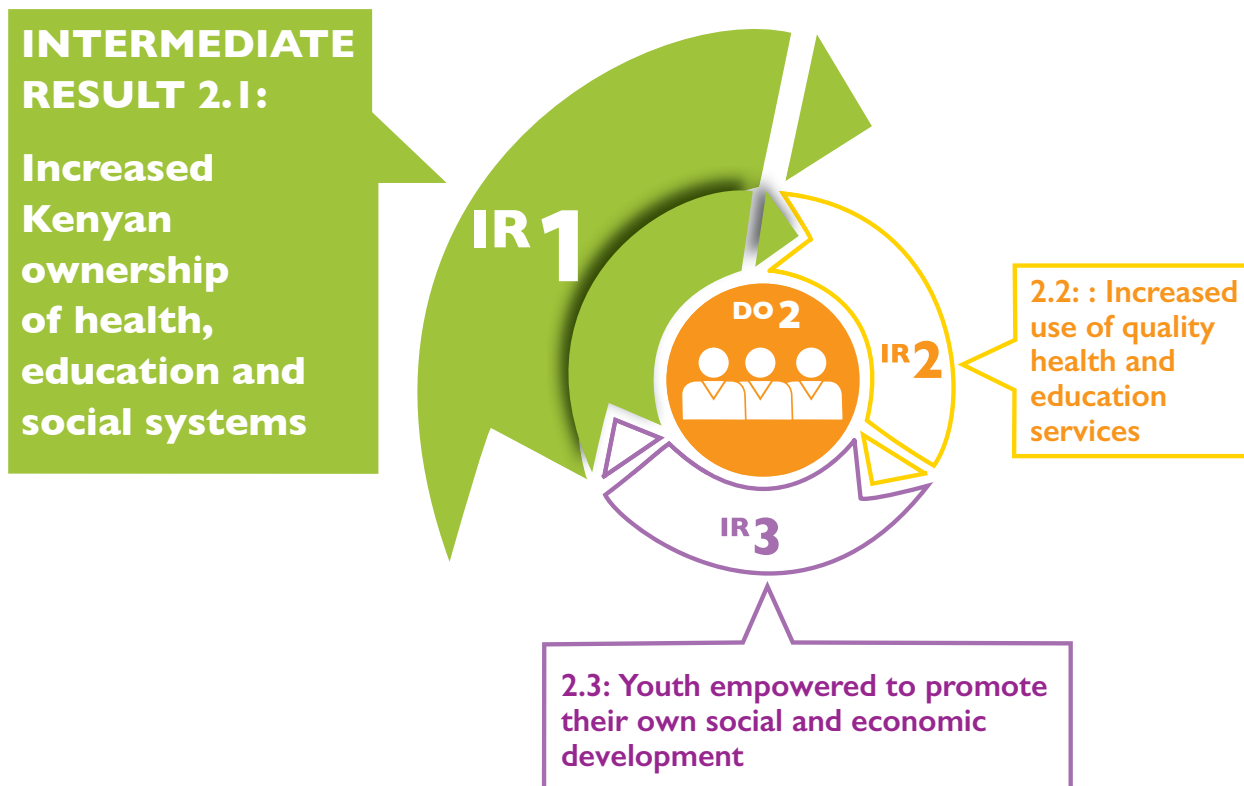 INTERMEDIATE
RESULT 2.1:
Increased
Kenyan
ownership
of health,
education and
social systems
IR 1
DO 2
IR 2
2.2: : Increased
use of quality
health and
education
services
IR 3
2.3: Youth empowered to promote
their own social and economic
development